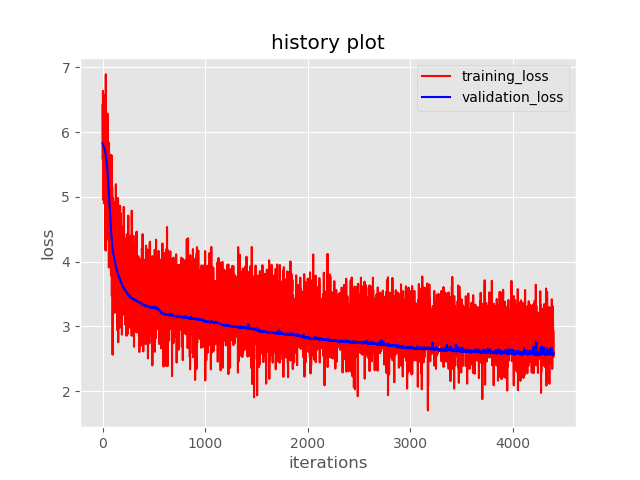 history plot
training_loss
validation_loss
7
6
5
4
3
2
loss
0
1000
2000
3000
4000
iterations